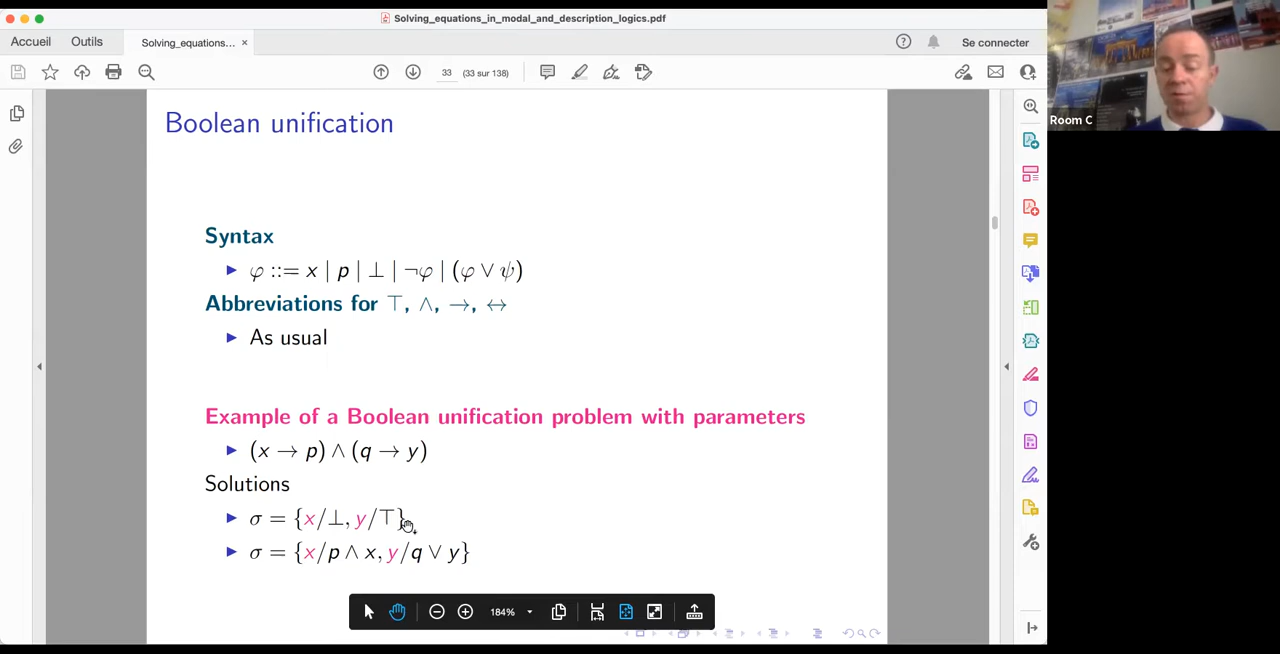 Solving_equations_in_modal_and_description_logics.pdf
Accueil Outils Solving_equations... × Se connecter
33 (33 sur 138)
Room C
Boolean unification
Syntax
φ ::= x | p | ⊥ | ¬φ | (φ ∨ ψ)
Abbreviations for ⊤, ∧, →, ↔
As usual
Example of a Boolean unification problem with parameters
(x → p) ∧ (q → y)
Solutions
σ = {x/⊥, y/⊤}
σ = {x/p ∧ x, y/q ∨ y}
184%